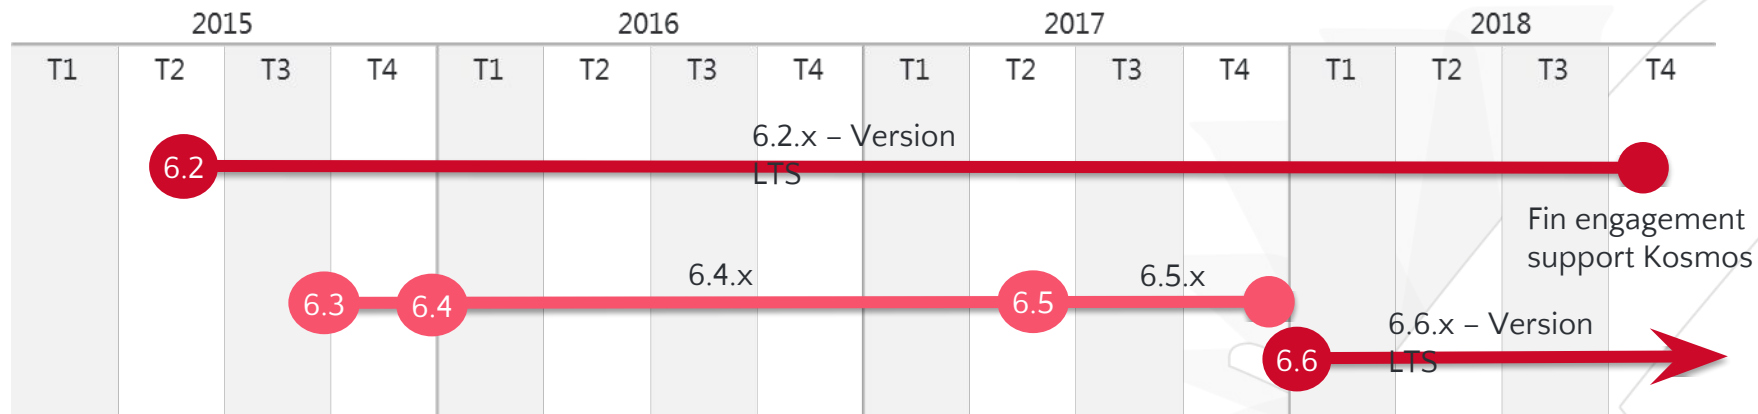 2015 2016 2017 2018
T1 T2 T3 T4 T1 T2 T3 T4 T1 T2 T3 T4 T1 T2 T3 T4
6.2.x – Version
LTS
6.2
Fin engagement
support Kosmos
6.3 6.4 6.4.x 6.5 6.5.x
6.6.x – Version
LTS
6.6